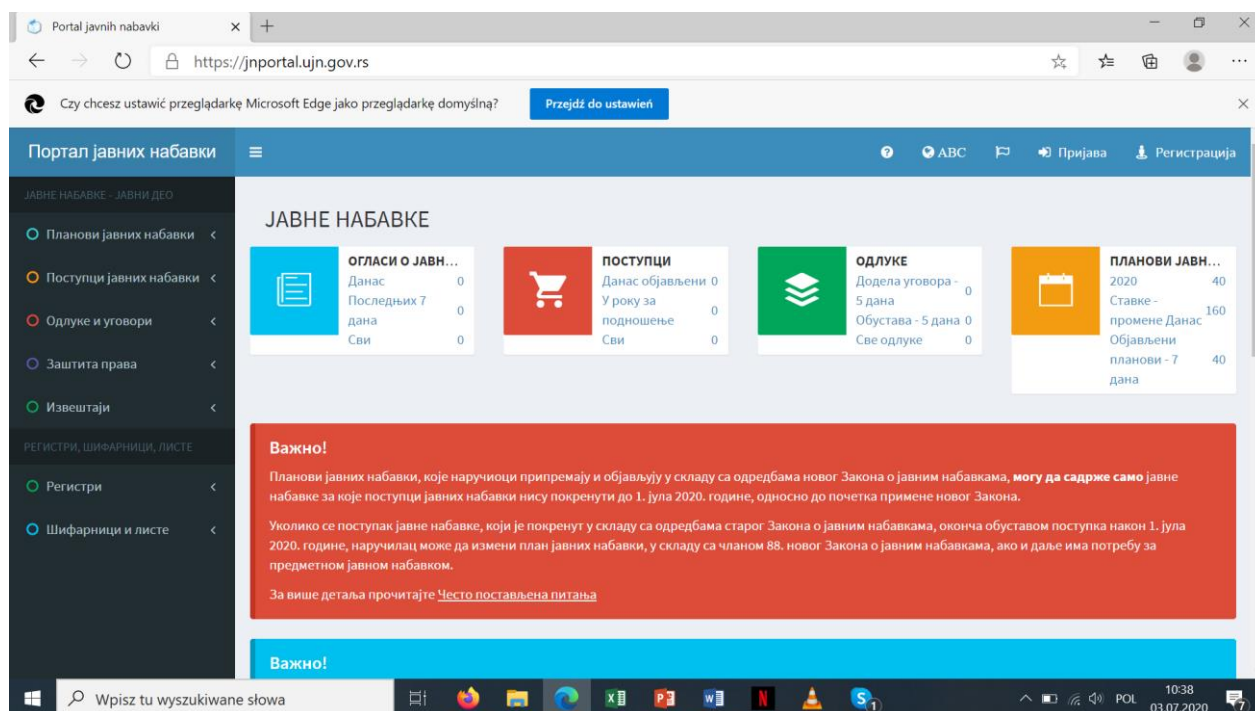 Portal javnih nabavki
https://jnportal.ujn.gov.rs
Czy chcesz ustawić przeglądarkę Microsoft Edge jako przeglądarkę domyślną?
Przejdź do ustawień
Портал јавних набавки
ABC
Пријава
Регистрација
ЈАВНЕ НАБАВКЕ - ЈАВНИ ДЕО
Планови јавних набавки
Поступци јавних набавки
Одлуке и уговори
Заштита права
Извештаји
РЕГИСТРИ, ШИФАРНИЦИ, ЛИСТЕ
Регистри
Шифарници и листе
ЈАВНЕ НАБАВКЕ
ОГЛАСИ О ЈАВН...
Данас 0
Последњих 7
дана 0
Сви 0
ПОСТУПЦИ
Данас објављени 0
У року за
подношење 0
Сви 0
ОДЛУКЕ
Додела уговора -
5 дана 0
Обустава - 5 дана 0
Све одлуке 0
ПЛАНОВИ ЈАВН...
2020 40
Ставке -
промене Данас 160
Објављени
планови - 7 40
дана
Важно!
Планови јавних набавки, које наручиоци припремају и објављују у складу са одредбама новог Закона о јавним набавкама, могу да садрже само јавне
набавке за које поступци јавних набавки нису покренути до 1. јула 2020. године, односно до почетка примене новог Закона.
Уколико се поступак јавне набавке, који је покренут у складу са одредбама старог Закона о јавним набавкама, оконча обуставом поступка након 1. јула
2020. године, наручилац може да измени план јавних набавки, у складу са чланом 88. новог Закона о јавним набавкама, ако и даље има потребу за
предметном јавном набавком.
За више детаља прочитајте Често постављена питања
Важно!
Wpisz tu wyszukiwane słowa
POL
10:38
03.07.2020